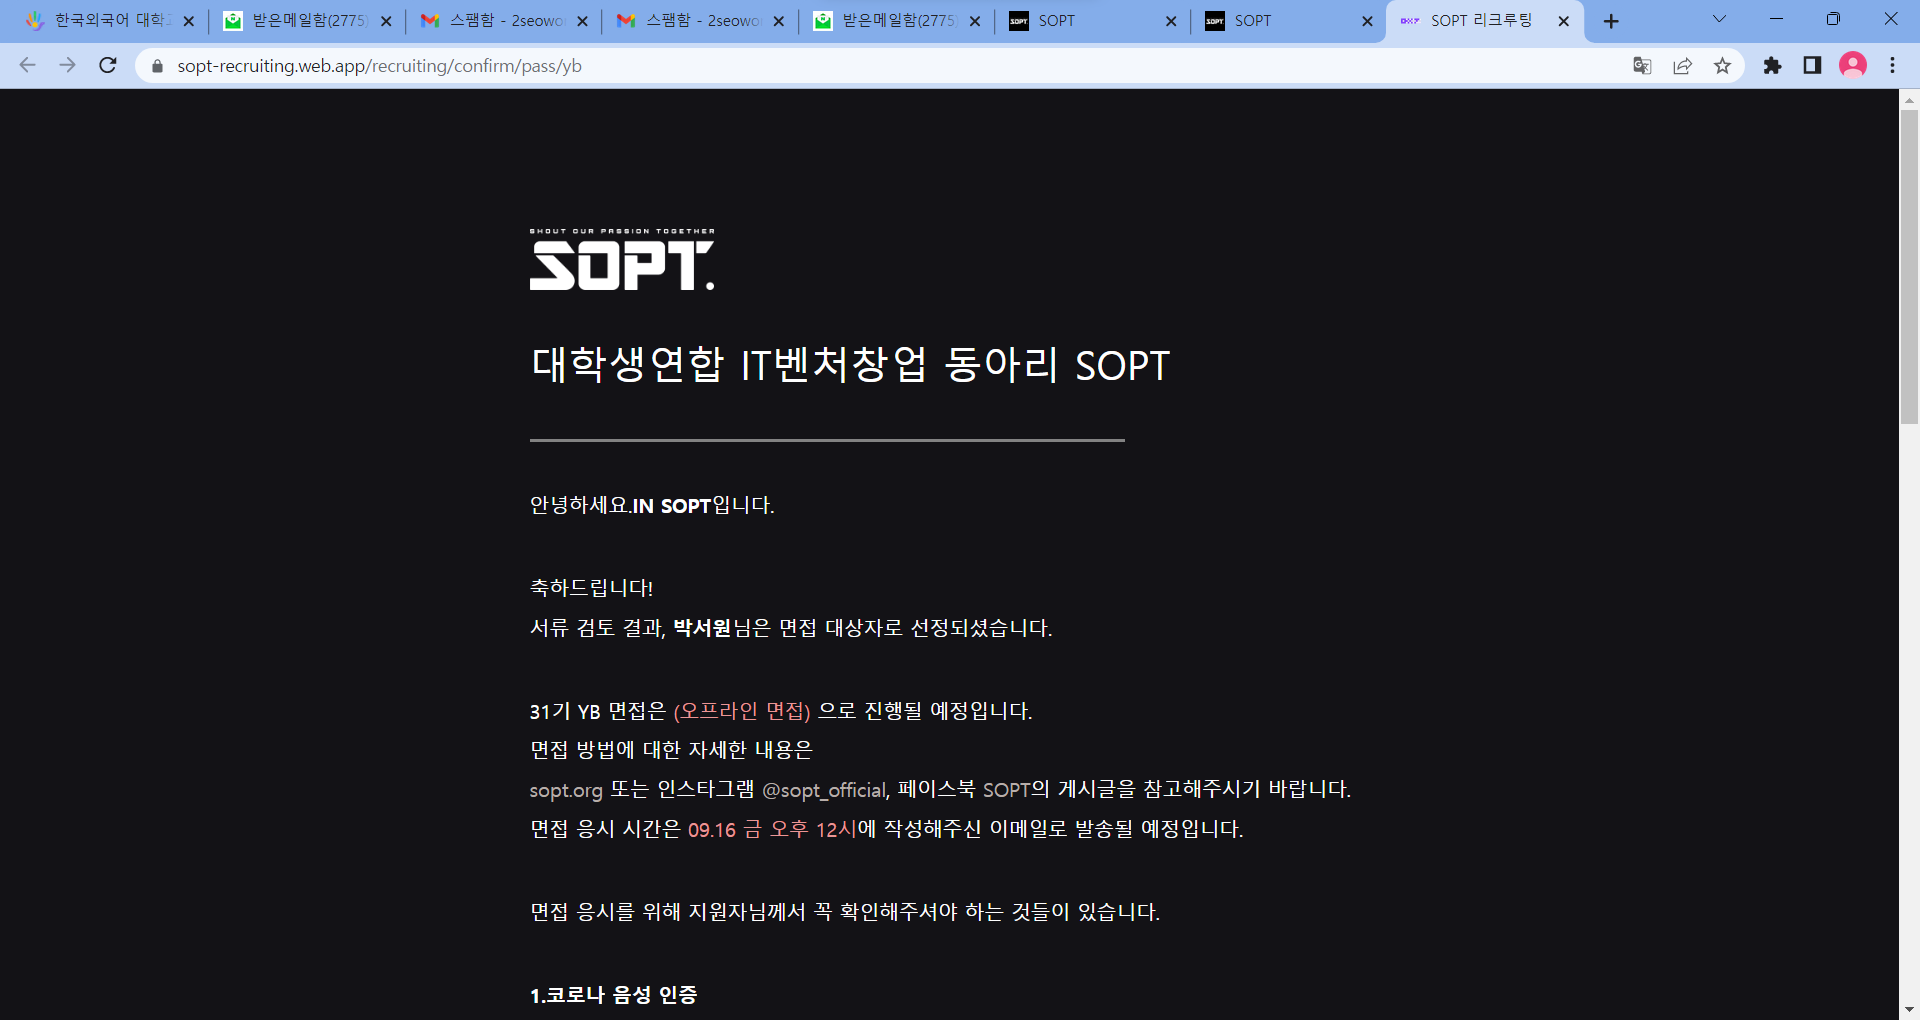 한국외국어 대학교
받은메일함(2775)
스팸함 - 2seowo
스팸함 - 2seowo
받은메일함(2775)
SOPT
SOPT
SOPT 리크루팅
sopt-recruiting.web.app/recruiting/confirm/pass/yb
SHOUT OUR PASSION TOGETHER
SOPT.
대학생연합 IT벤처창업 동아리 SOPT
안녕하세요.IN SOPT입니다.
축하드립니다!
서류 검토 결과, 박서원님은 면접 대상자로 선정되셨습니다.
31기 YB 면접은 (오프라인 면접) 으로 진행될 예정입니다.
면접 방법에 대한 자세한 내용은
sopt.org 또는 인스타그램 @sopt_official, 페이스북 SOPT의 게시글을 참고해주시기 바랍니다.
면접 응시 시간은 09.16 금 오후 12시에 작성해주신 이메일로 발송될 예정입니다.
면접 응시를 위해 지원자님께서 꼭 확인해주셔야 하는 것들이 있습니다.
1.코로나 음성 인증